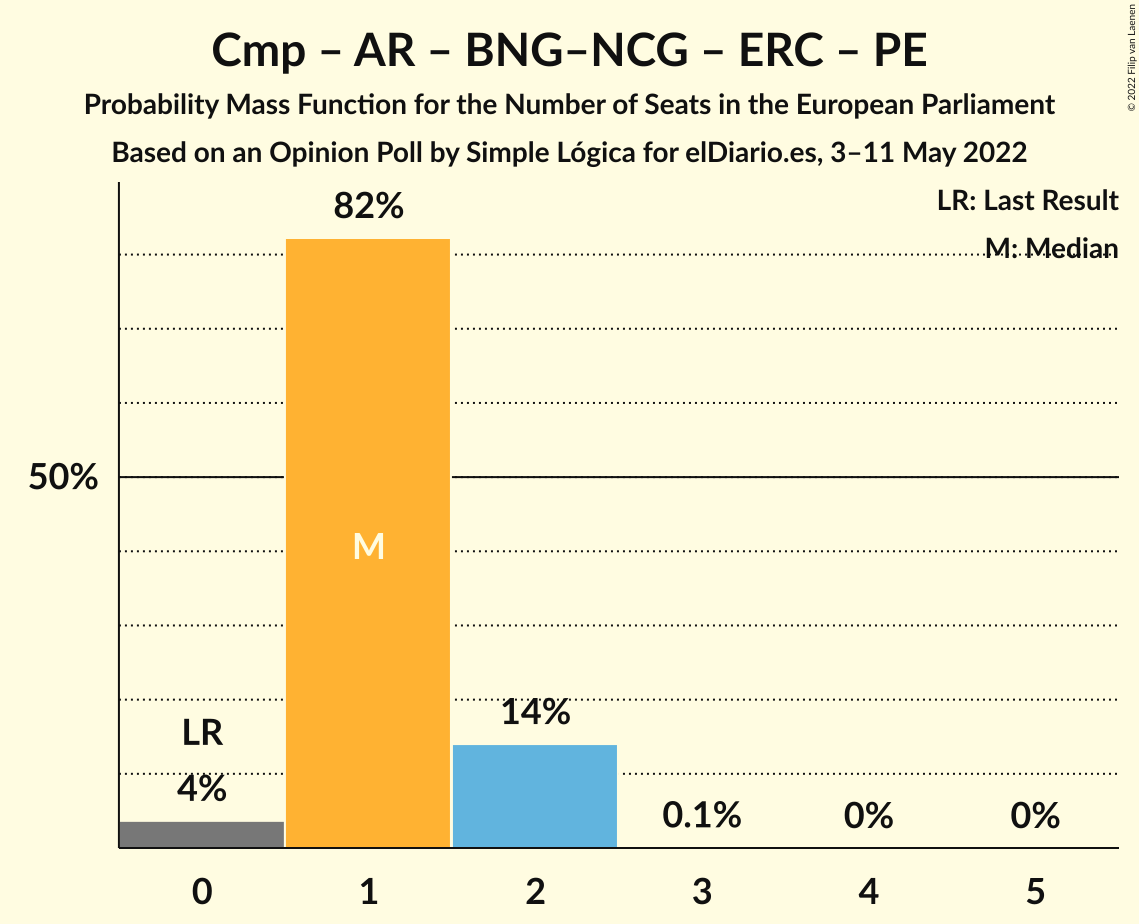 Cmp – AR – BNG–NCG – ERC – PE
Probability Mass Function for the Number of Seats in the European Parliament
Based on an Opinion Poll by Simple Lógica for elDiario.es, 3–11 May 2022
© 2022 Filip van Laenen
LR: Last Result
M: Median
82%
50%
M
LR
14%
4%
0.1%
0%
0%
0
1
2
3
4
5